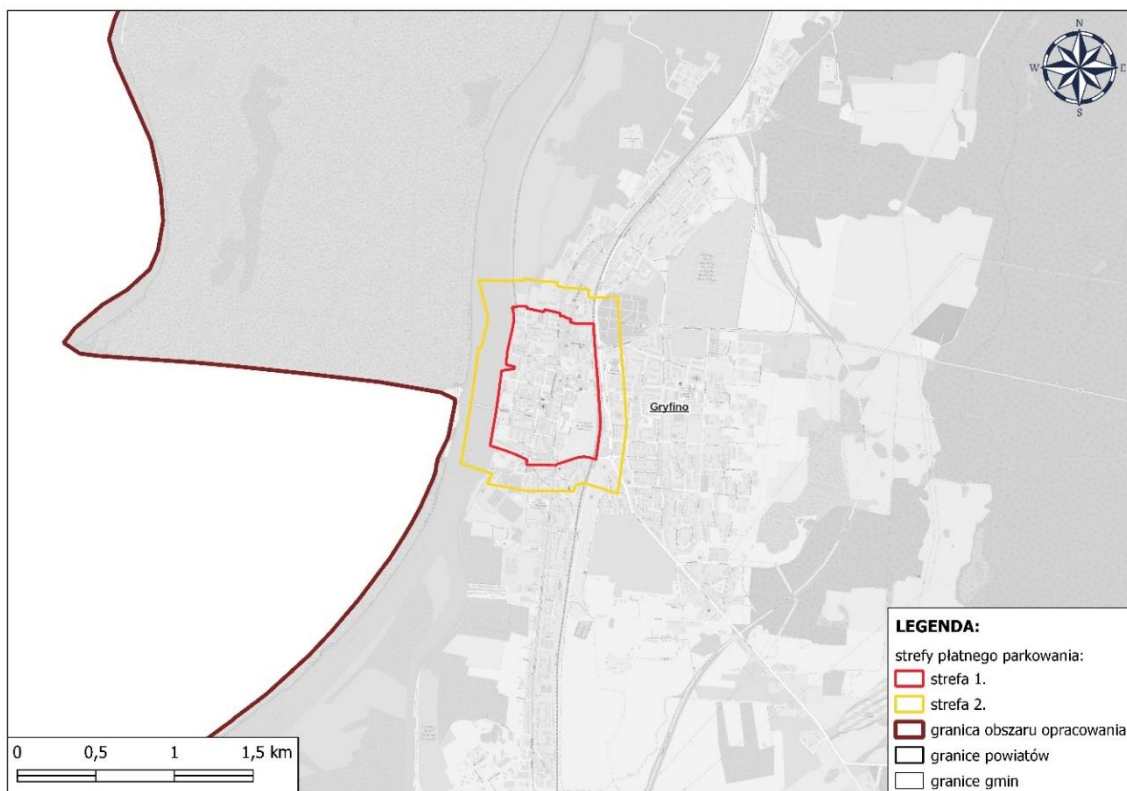 N
W E
S
Gryfino
LEGENDA:
strefy płatnego parkowania:
strefa 1.
strefa 2.
granica obszaru opracowania
granice powiatów
granice gmin
0 0,5 1 1,5 km